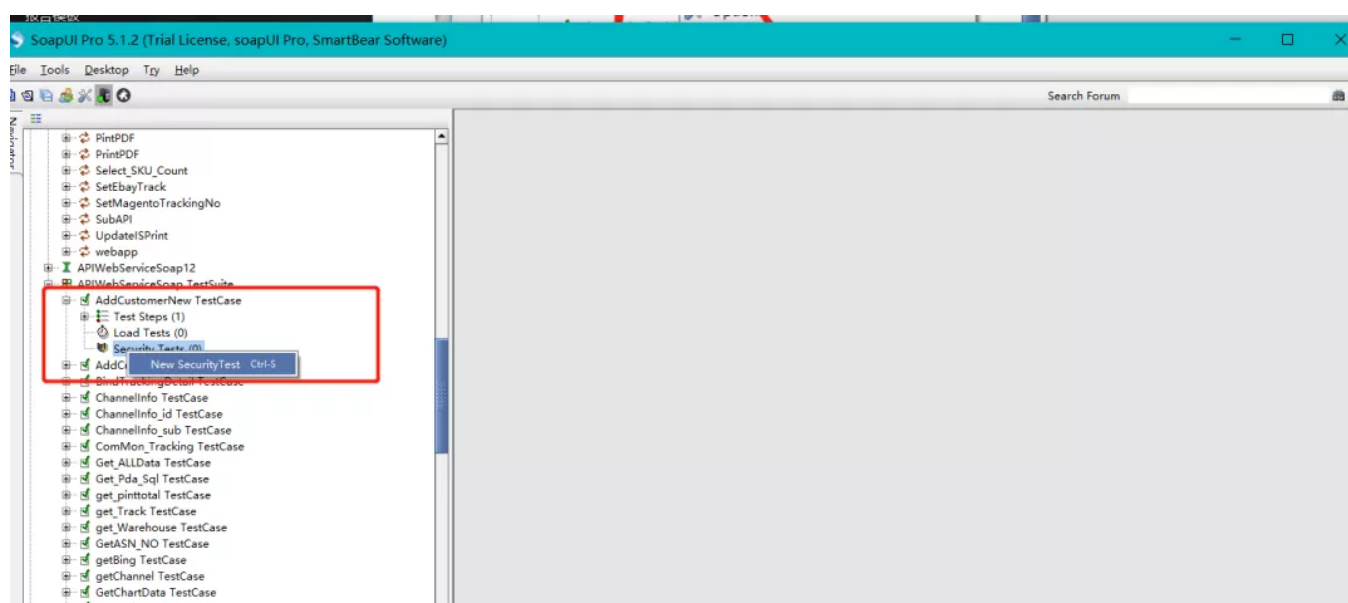 SoapUI Pro 5.1.2 (Trial License, soapUI Pro, SmartBear Software)
File Tools Desktop Try Help
Search Forum
Navigator
PintPDF
PrintPDF
Select_SKU_Count
SetEbayTrack
SetMagentoTrackingNo
SubAPI
UpdateISPrint
webapp
APIWebServiceSoap12
APIWebServiceSoap TestSuite
AddCustomerNew TestCase
Test Steps (1)
Load Tests (0)
Security Tests (0)
New SecurityTest Ctrl-S
BindTrackingDetail TestCase
ChannelInfo TestCase
ChannelInfo_id TestCase
ChannelInfo_sub TestCase
ComMon_Tracking TestCase
Get_ALLData TestCase
Get_Pda_Sql TestCase
get_pinttotal TestCase
get_Track TestCase
get_Warehouse TestCase
GetASN_NO TestCase
getBing TestCase
getChannel TestCase
GetChartData TestCase